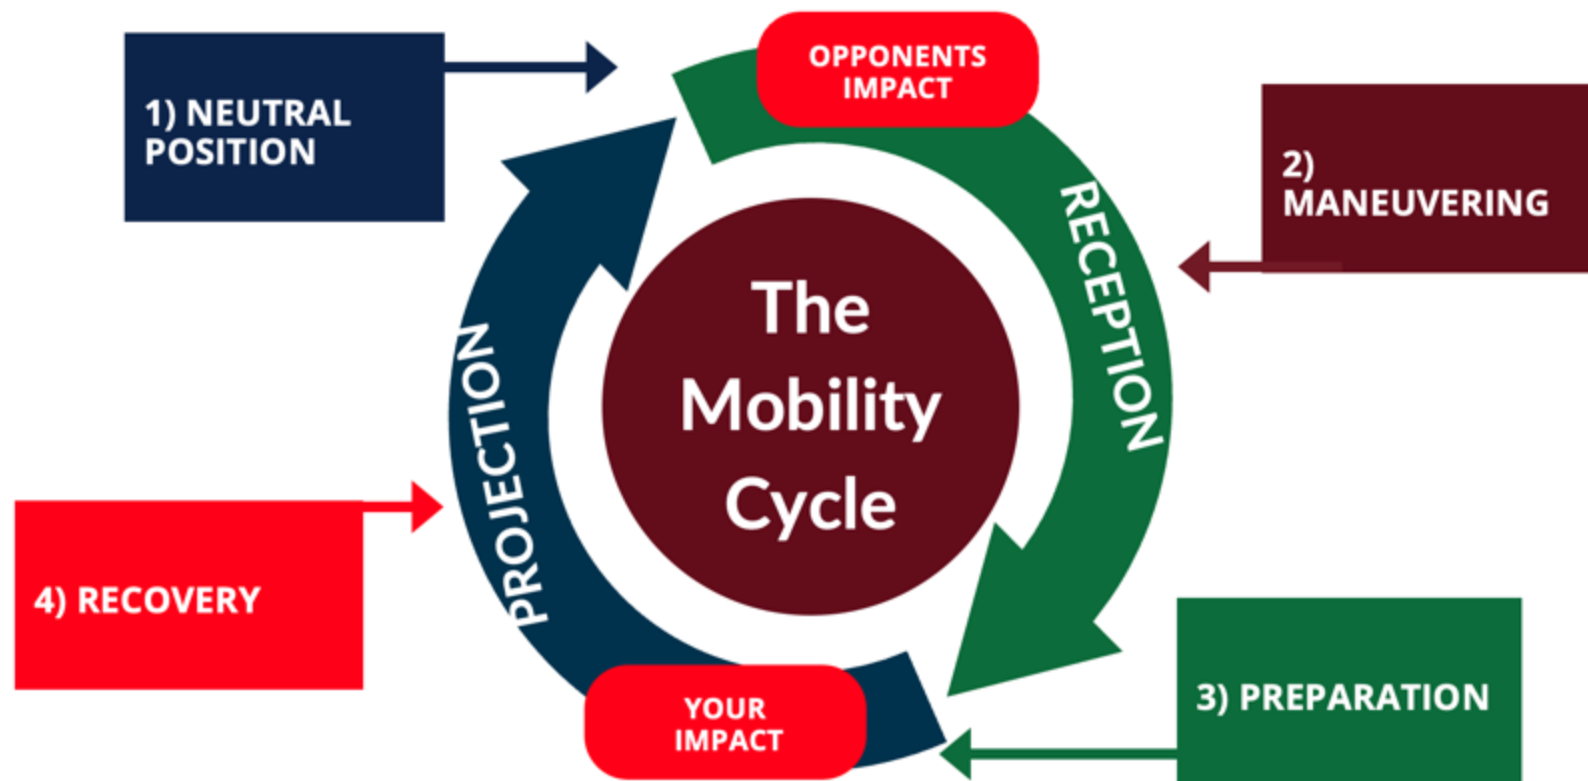 1) NEUTRAL
POSITION
OPPONENTS
IMPACT
2)
MANEUVERING
RECEPTION
The
Mobility
Cycle
PROJECTION
4) RECOVERY
YOUR
IMPACT
3) PREPARATION